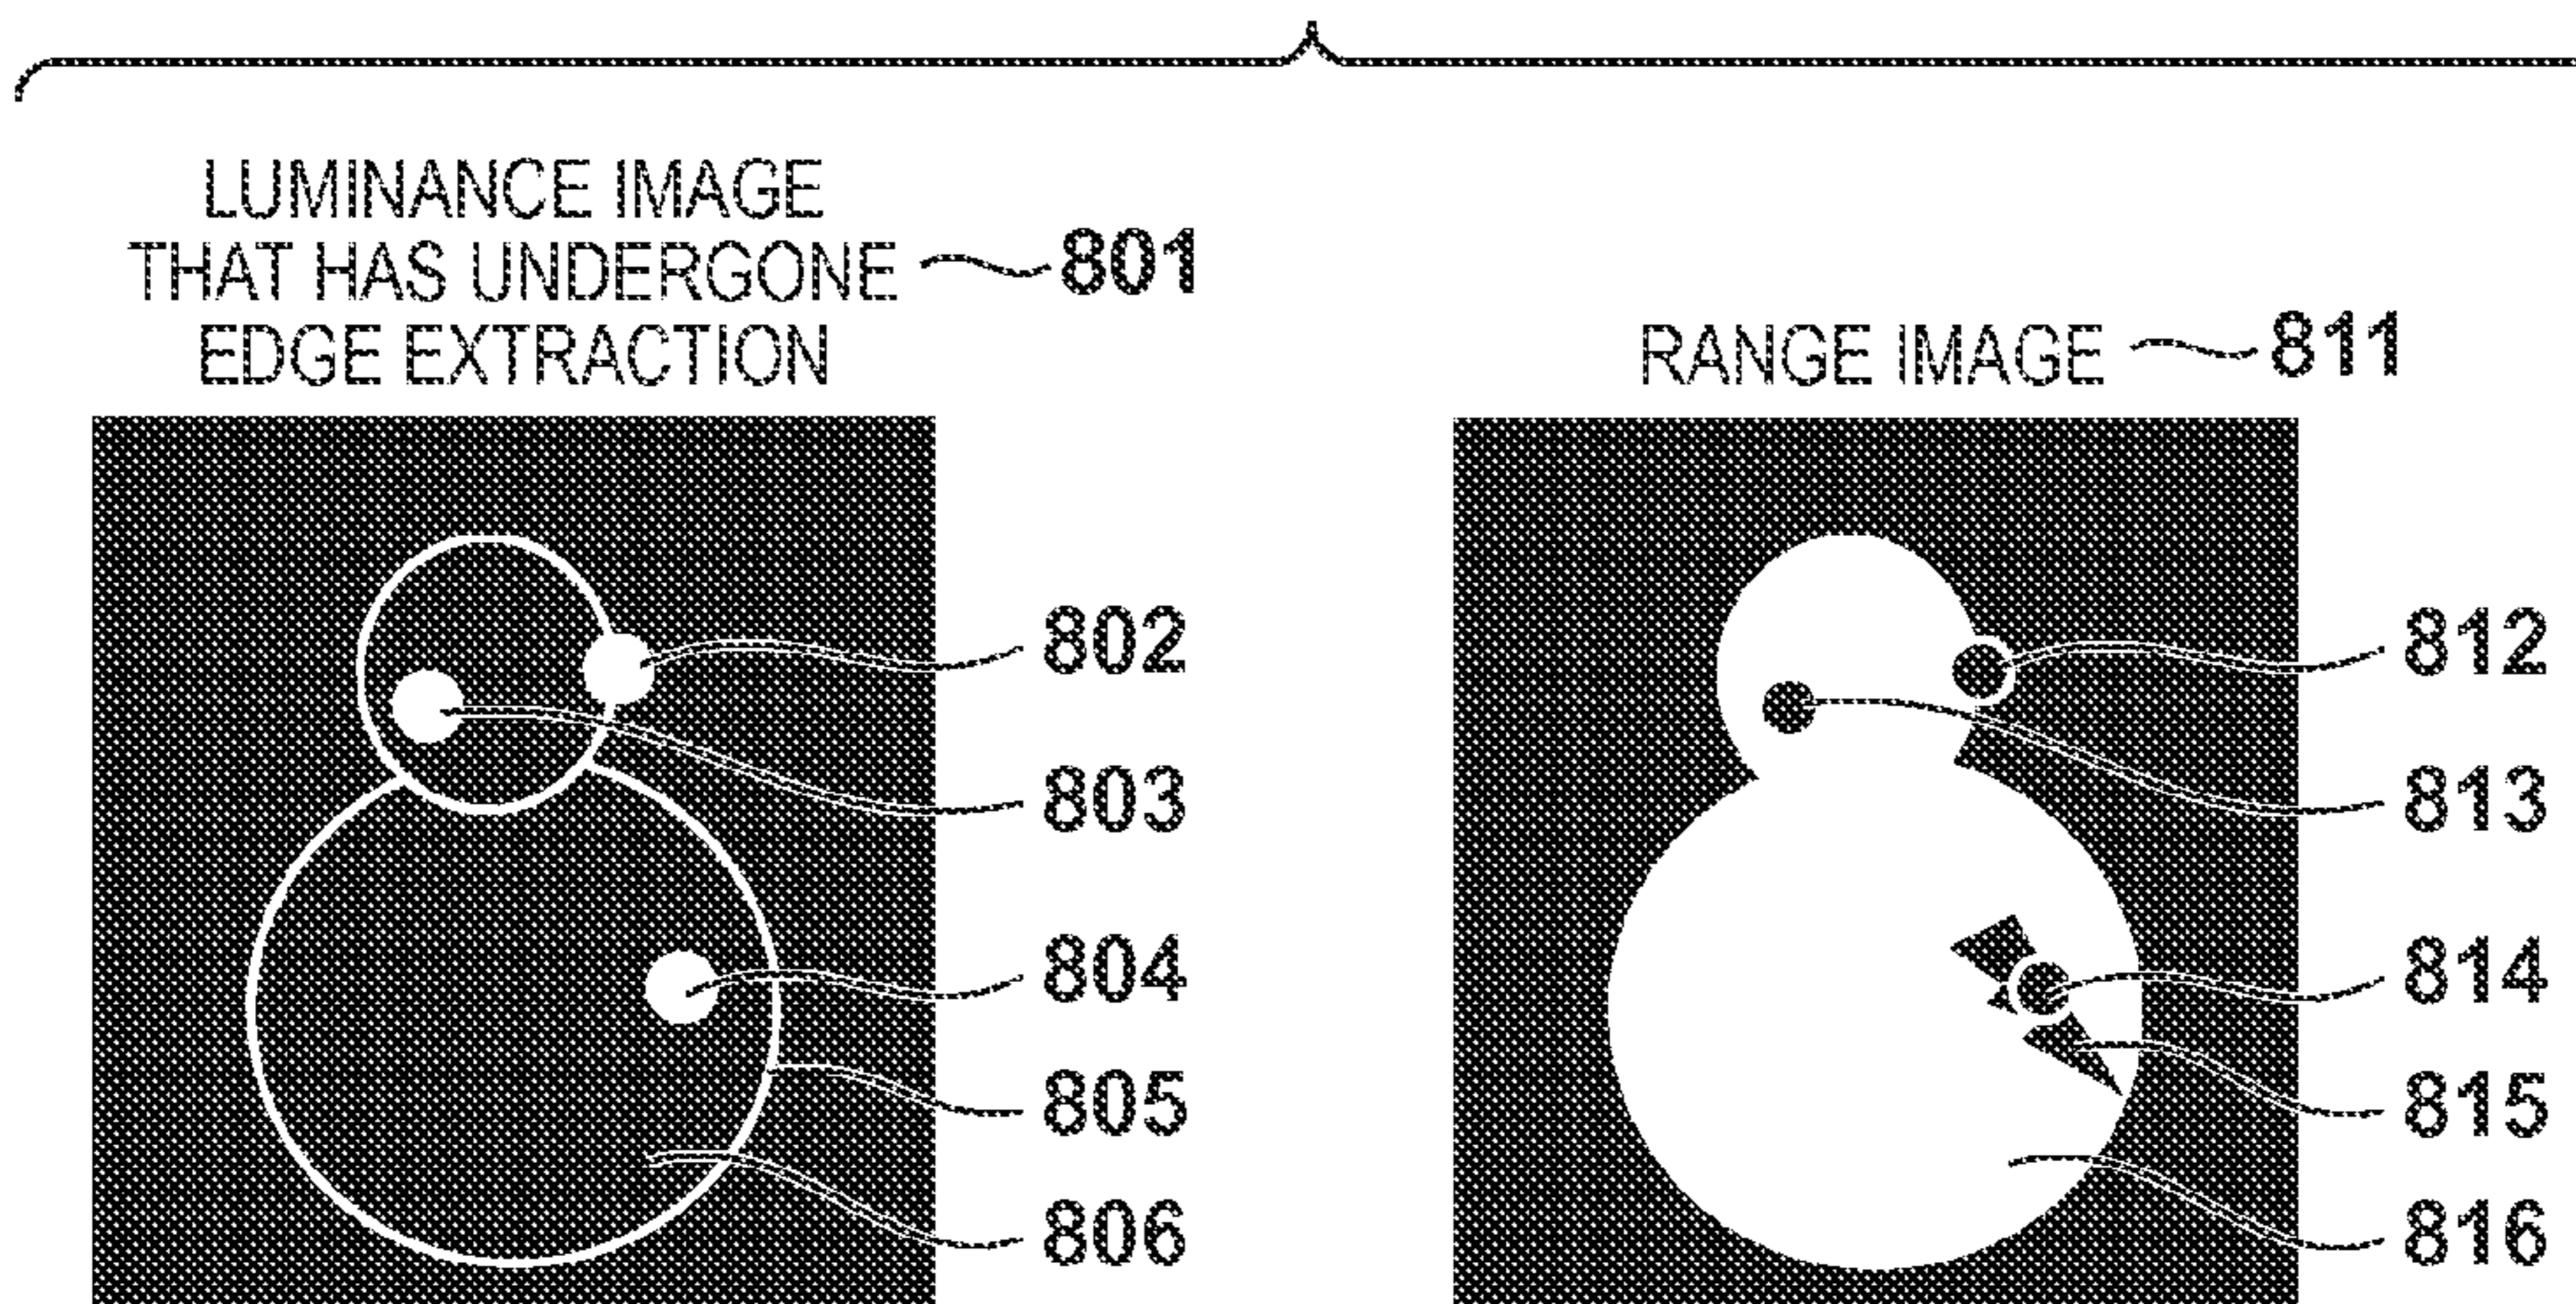 LUMINANCE IMAGE
THAT HAS UNDERGONE 801
EDGE EXTRACTION
RANGE IMAGE 811
802
803
804
805
806
812
813
814
815
816